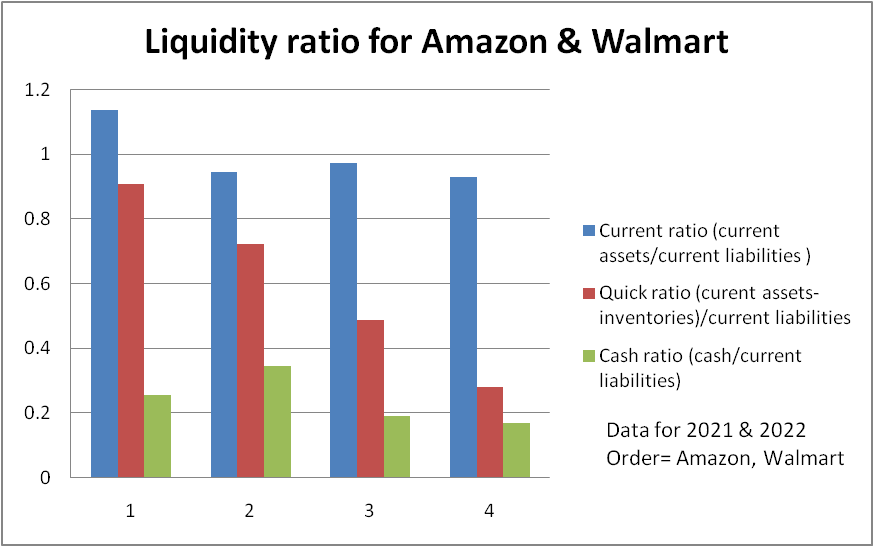 Liquidity ratio for Amazon & Walmart
1.2
1
0.8
0.6
0.4
0.2
0
1
2
3
4
Current ratio (current
assets/current liabilities )
Quick ratio (curent assets-
inventories)/current liabilities
Cash ratio (cash/current
liabilities)
Data for 2021 & 2022
Order= Amazon, Walmart